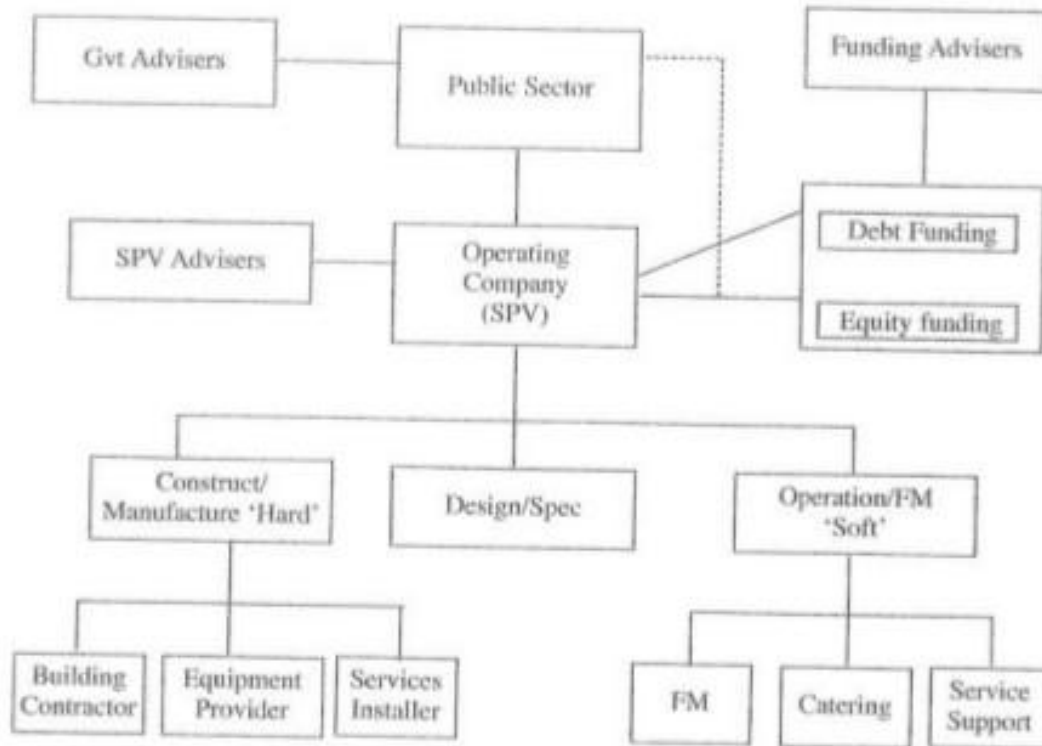 Gvt Advisers
Public Sector
Funding Advisers
SPV Advisers
Operating
Company
(SPV)
Debt Funding
Equity funding
Construct/
Manufacture ‘Hard’
Design/Spec
Operation/FM
‘Soft’
Building
Contractor
Equipment
Provider
Services
Installer
FM
Catering
Service
Support